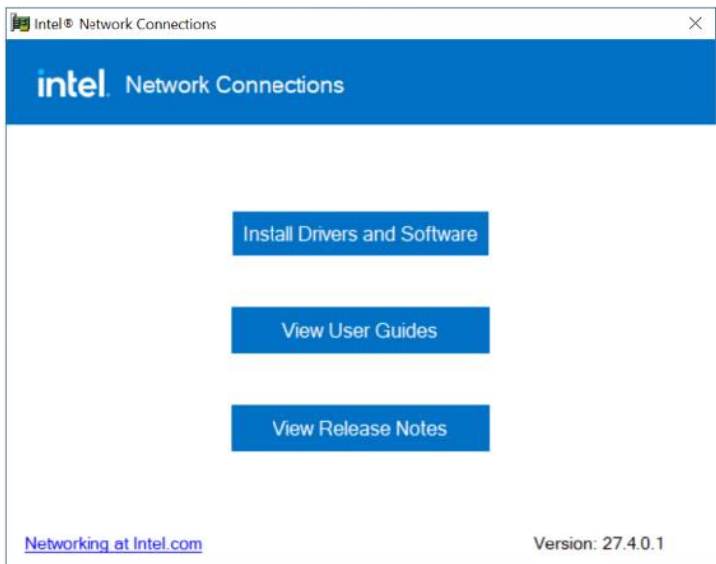 Intel® Network Connections
intel. Network Connections
Install Drivers and Software
View User Guides
View Release Notes
Networking at Intel.com
Version: 27.4.0.1